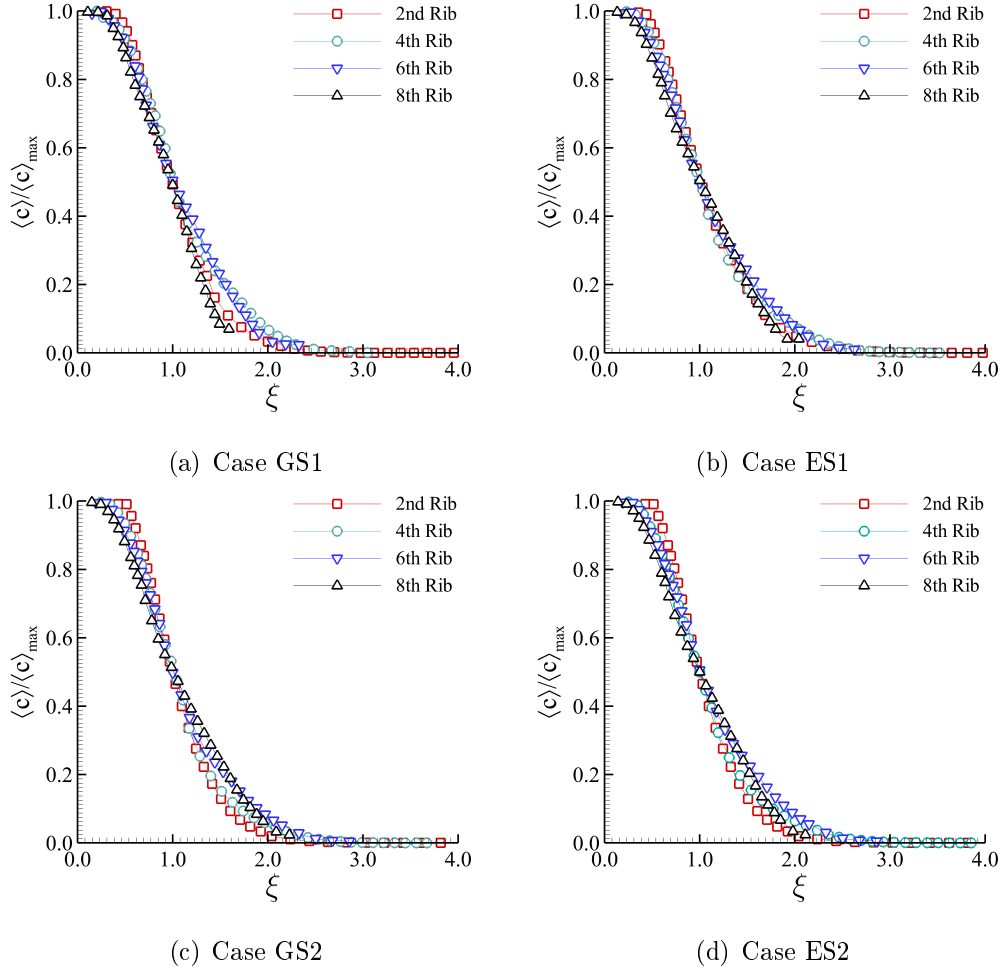 ⟨c⟩/⟨c⟩max
1.0
0.8
0.6
0.4
0.2
0.0
0.0 1.0 2.0 3.0 4.0
ξ
2nd Rib
4th Rib
6th Rib
8th Rib
(a) Case GS1
⟨c⟩/⟨c⟩max
1.0
0.8
0.6
0.4
0.2
0.0
0.0 1.0 2.0 3.0 4.0
ξ
2nd Rib
4th Rib
6th Rib
8th Rib
(b) Case ES1
⟨c⟩/⟨c⟩max
1.0
0.8
0.6
0.4
0.2
0.0
0.0 1.0 2.0 3.0 4.0
ξ
2nd Rib
4th Rib
6th Rib
8th Rib
(c) Case GS2
⟨c⟩/⟨c⟩max
1.0
0.8
0.6
0.4
0.2
0.0
0.0 1.0 2.0 3.0 4.0
ξ
2nd Rib
4th Rib
6th Rib
8th Rib
(d) Case ES2